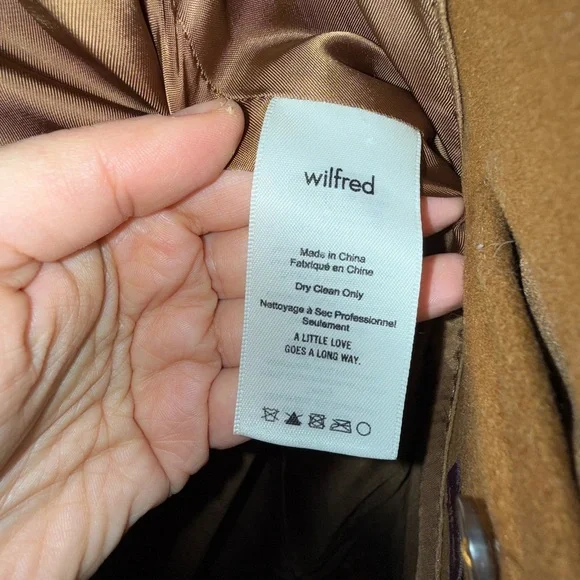 wilfred
Made in China
Fabriqué en Chine
Dry Clean Only
Nettoyage à Sec Professionnel
Seulement
A LITTLE LOVE
GOES A LONG WAY.